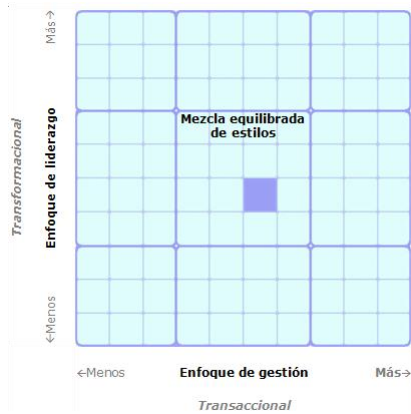 Más→
Transformacional
Enfoque de liderazgo
←Menos
Mezcla equilibrada
de estilos
←Menos
Enfoque de gestión
Más→
Transaccional